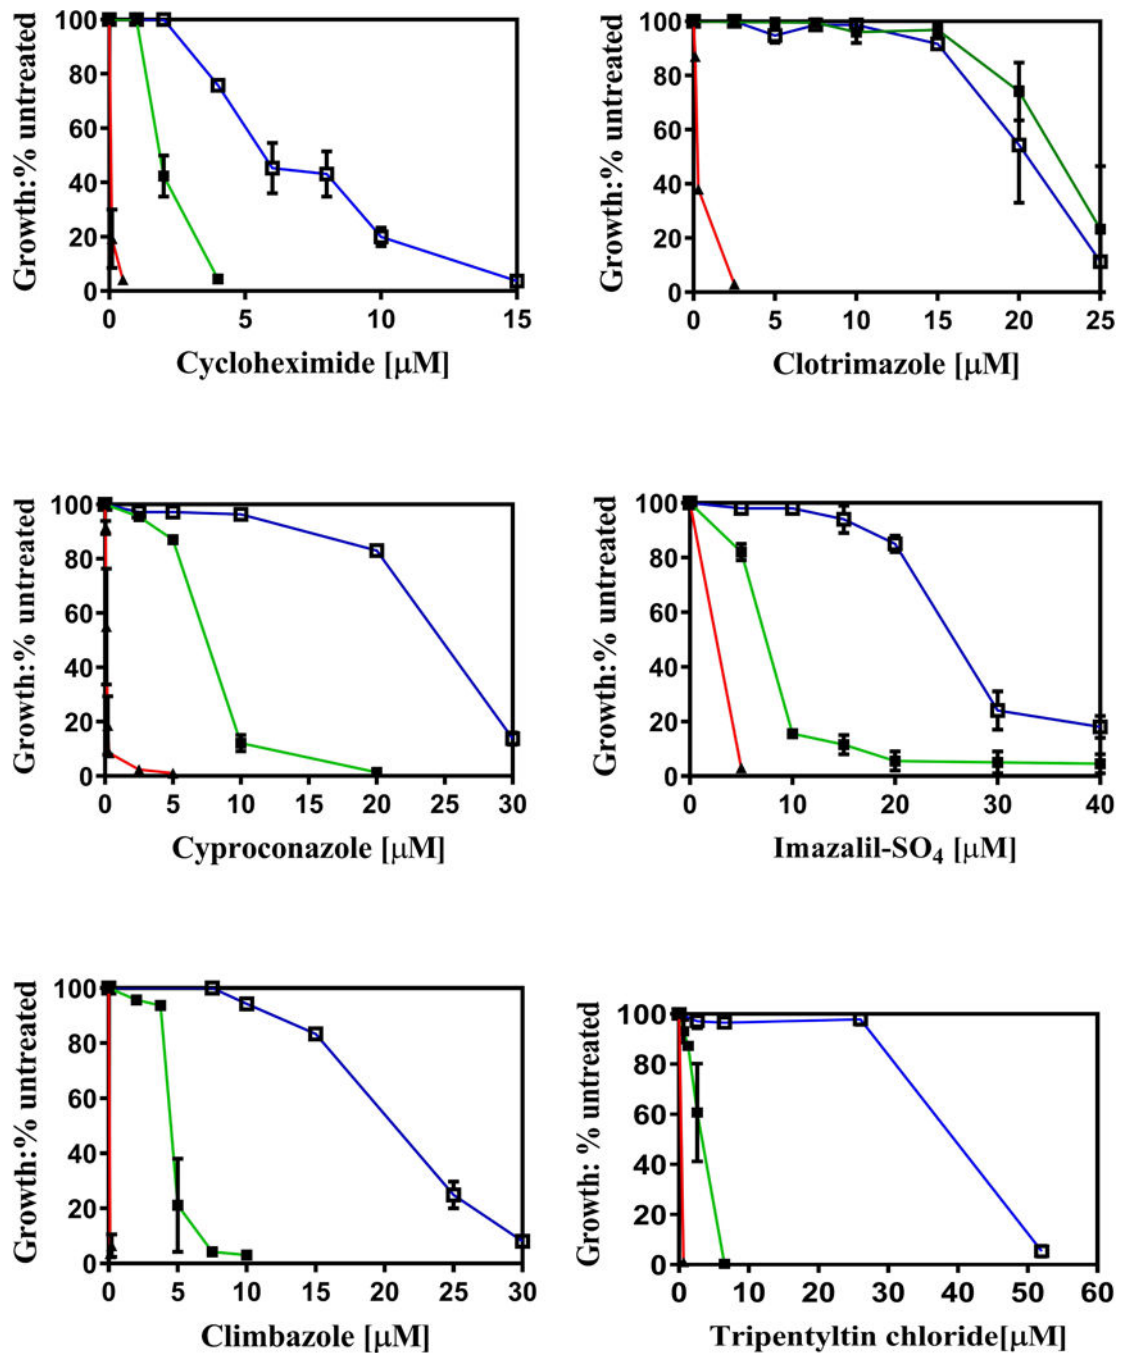 Growth:% untreated
100
80
60
40
20
0
0 5 10 15
Cycloheximide [μM]
Growth:% untreated
100
80
60
40
20
0
0 5 10 15 20 25
Clotrimazole [μM]
Growth:% untreated
100
80
60
40
20
0
0 5 10 15 20 25 30
Cyproconazole [μM]
Growth:% untreated
100
80
60
40
20
0
0 10 20 30 40
Imazalil-SO₄ [μM]
Growth:% untreated
100
80
60
40
20
0
0 5 10 15 20 25 30
Climbazole [μM]
Growth: % untreated
100
80
60
40
20
0
0 10 20 30 40 50 60
Tripentyltin chloride[μM]